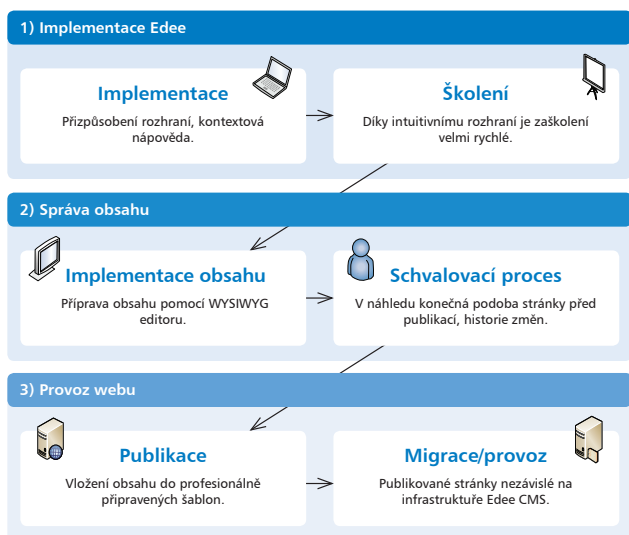 1) Implementace Edee
Implementace
Přizpůsobení rozhraní, kontextová
nápověda.
Školení
Díky intuitivnímu rozhraní je zaškolení
velmi rychlé.
2) Správa obsahu
Implementace obsahu
Příprava obsahu pomocí WYSIWYG
editoru.
Schvalovací proces
V náhledu konečná podoba stránky před
publikací, historie změn.
3) Provoz webu
Publikace
Vložení obsahu do profesionálně
připravených šablon.
Migrace/provoz
Publikované stránky nezávislé na
infrastruktuře Edee CMS.